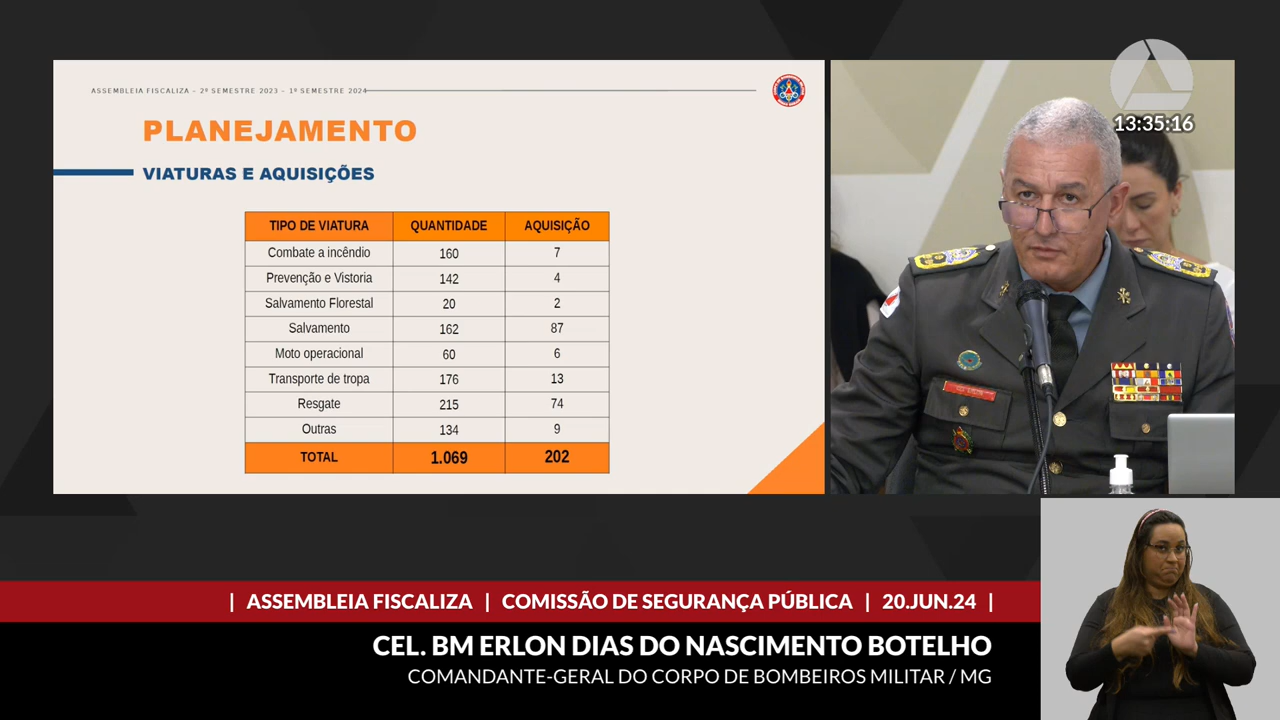 ASSEMBLEIA FISCALIZA - 2º SEMESTRE 2023 - 1º SEMESTRE 2024
PLANEJAMENTO
VIATURAS E AQUISIÇÕES
TIPO DE VIATURA QUANTIDADE AQUISIÇÃO
Combate a incêndio 160 7
Prevenção e Vistoria 142 4
Salvamento Florestal 20 2
Salvamento 162 87
Moto operacional 60 6
Transporte de tropa 176 13
Resgate 215 74
Outras 134 9
TOTAL 1.069 202
13:35:16
| ASSEMBLEIA FISCALIZA | COMISSÃO DE SEGURANÇA PÚBLICA | 20.JUN.24 |
CEL. BM ERLON DIAS DO NASCIMENTO BOTELHO
COMANDANTE-GERAL DO CORPO DE BOMBEIROS MILITAR / MG